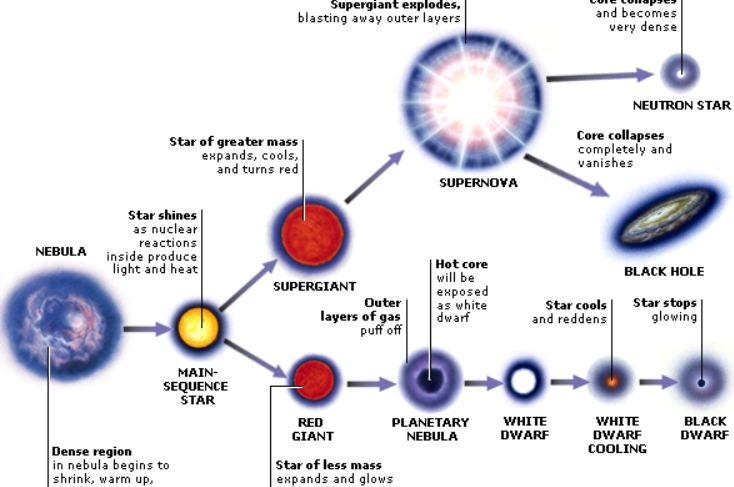 Supergiant explodes,
blasting away outer layers
Core collapses
and becomes
very dense
NEUTRON STAR
Star of greater mass
expands, cools,
and turns red
Core collapses
completely and
vanishes
SUPERNOVA
Star shines
as nuclear
reactions
inside produce
light and heat
NEBULA
BLACK HOLE
SUPERGIANT
Hot core
will be
exposed
as white
dwarf
Outer
layers of gas
puff off
Star cools
and reddens
Star stops
glowing
MAIN-
SEQUENCE
STAR
RED
GIANT
PLANETARY
NEBULA
WHITE
DWARF
WHITE
DWARF
COOLING
BLACK
DWARF
Dense region
in nebula begins to
shrink, warm up,
Star of less mass
expands and glows